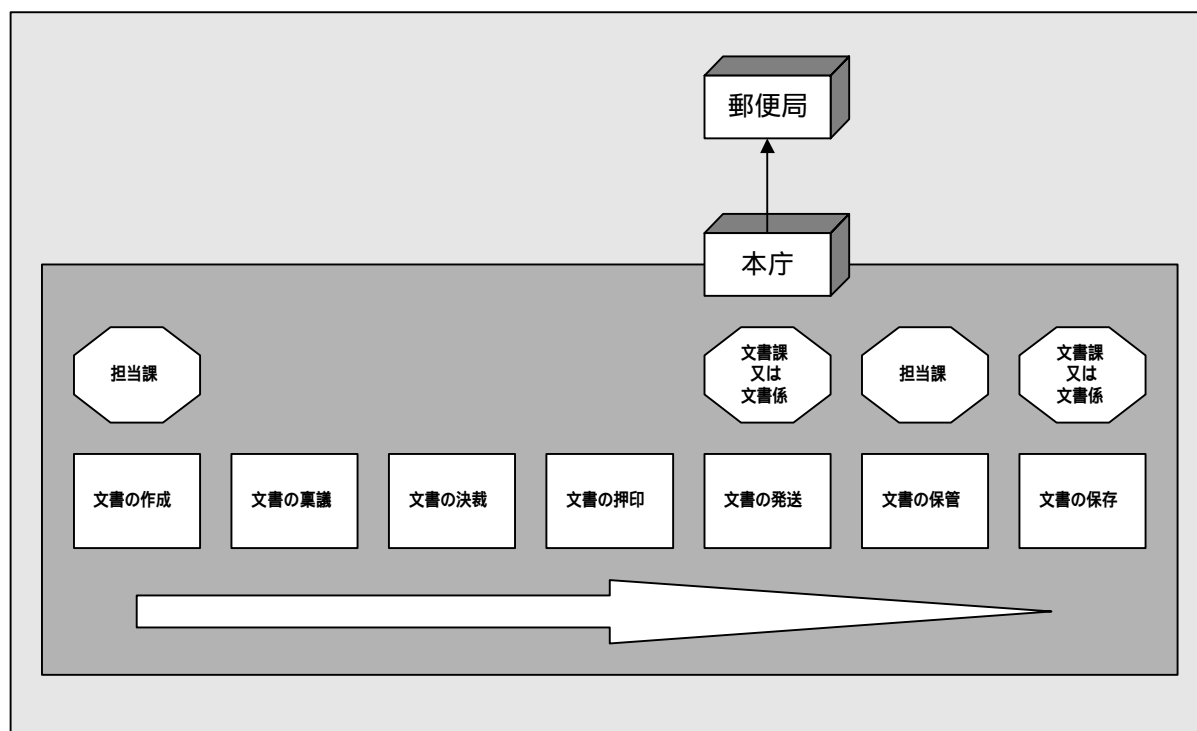 郵便局
本庁
担当課
文書課
又は
文書係
担当課
文書課
又は
文書係
文書の作成
文書の稟議
文書の決裁
文書の押印
文書の発送
文書の保管
文書の保存